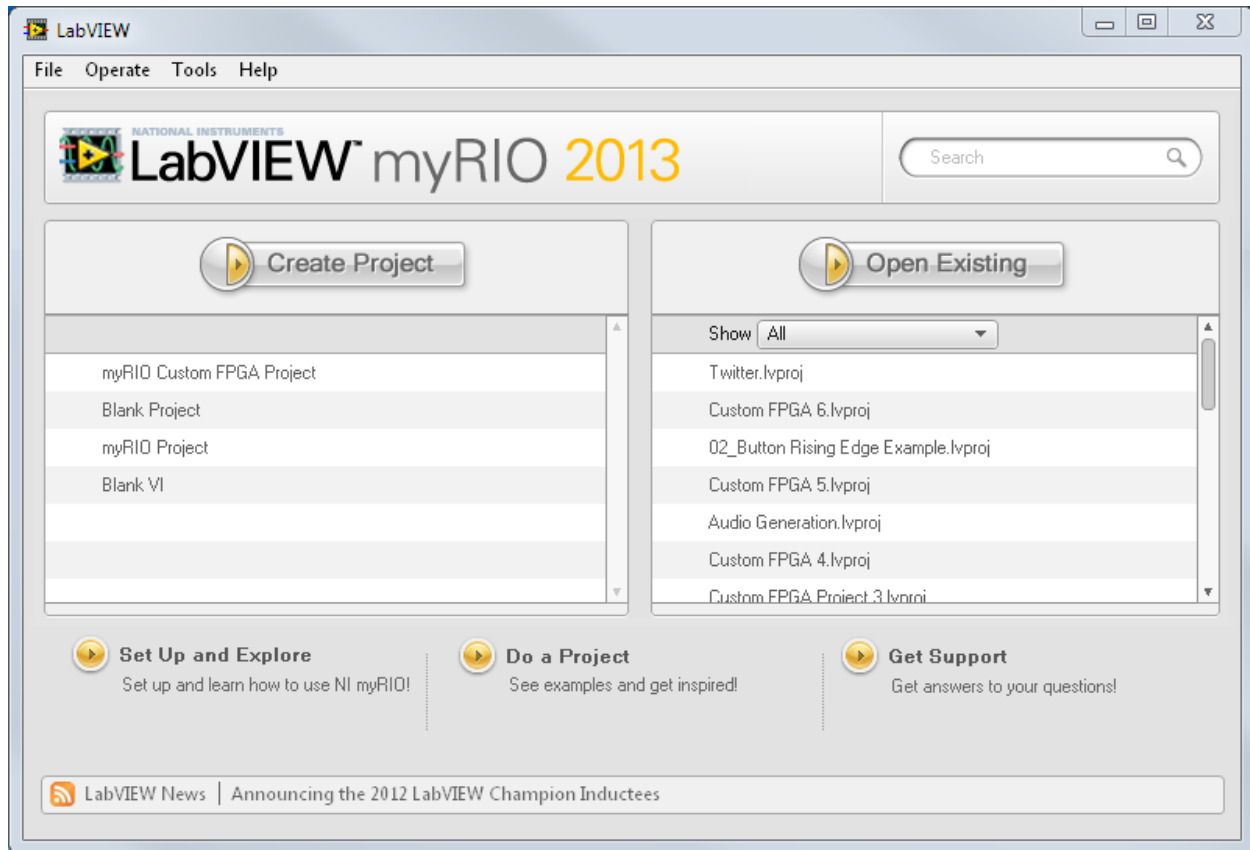 LabVIEW
File Operate Tools Help
NATIONAL INSTRUMENTS
LabVIEW™ myRIO 2013
Search
Create Project
myRIO Custom FPGA Project
Blank Project
myRIO Project
Blank VI
Open Existing
Show All
Twitter.lvproj
Custom FPGA 6.lvproj
02_Button Rising Edge Example.lvproj
Custom FPGA 5.lvproj
Audio Generation.lvproj
Custom FPGA 4.lvproj
Custom FPGA Project 3.lvproj
Set Up and Explore
Set up and learn how to use NI myRIO!
Do a Project
See examples and get inspired!
Get Support
Get answers to your questions!
LabVIEW News | Announcing the 2012 LabVIEW Champion Inductees